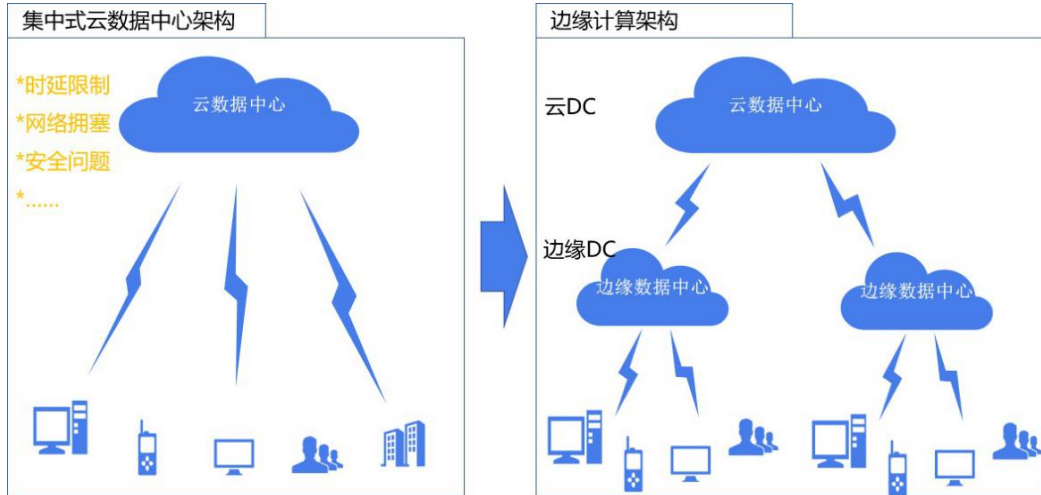 集中式云数据中心架构
*时延限制
*网络拥塞
*安全问题
*......
云数据中心
边缘计算架构
云DC
云数据中心
边缘DC
边缘数据中心
边缘数据中心